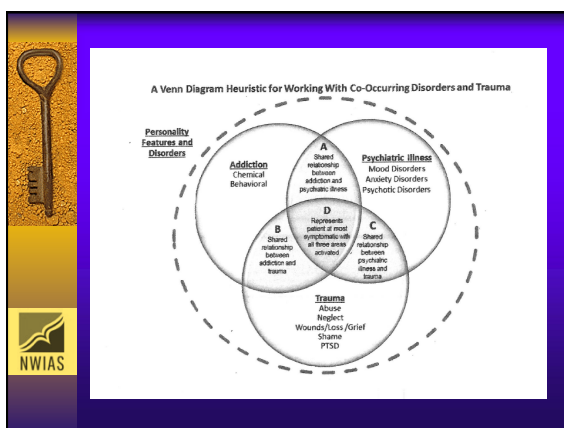 A Venn Diagram Heuristic for Working With Co-Occurring Disorders and Trauma
Personality
Features and
Disorders
Addiction
Chemical
Behavioral
A
Shared
relationship
between
addiction and
psychiatric illness
Psychiatric Illness
Mood Disorders
Anxiety Disorders
Psychotic Disorders
D
Represents
patient at most
symptomatic with
all three areas
activated
B
Shared
relationship
between
addiction and
trauma
C
Shared
relationship
between
psychiatric
illness and
trauma
Trauma
Abuse
Neglect
Wounds/Loss/Grief
Shame
PTSD
NWIAS